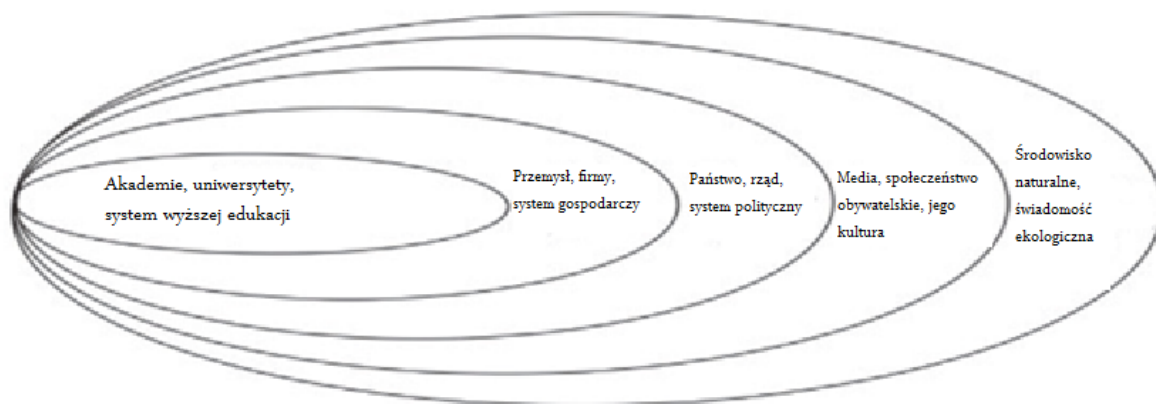 Akademie, uniwersytety,
system wyższej edukacji
Przemysł, firmy,
system gospodarczy
Państwo, rząd,
system polityczny
Media, społeczeństwo
obywatelskie, jego
kultura
Środowisko
naturalne,
świadomość
ekologiczna